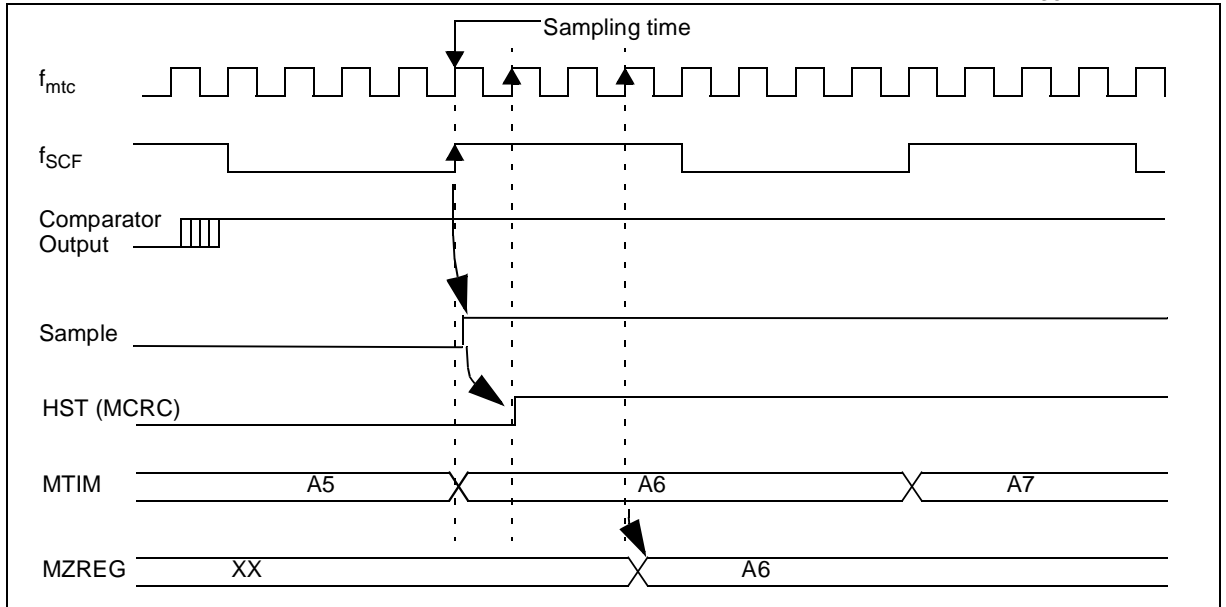 Sampling time
fmtc
fSCF
Comparator
Output
Sample
HST (MCRC)
MTIM A5 A6 A7
MZREG XX A6